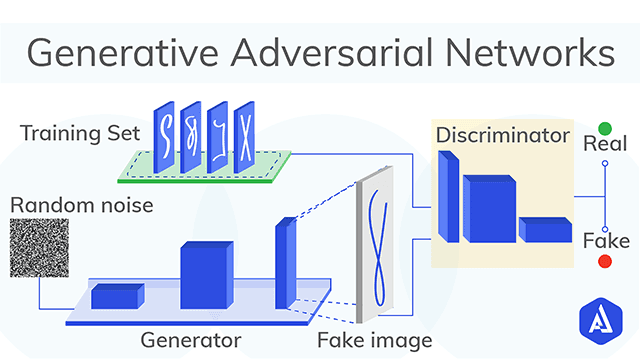 Generative Adversarial Networks
Training Set
Discriminator
Real
Random noise
Fake
Generator
Fake image